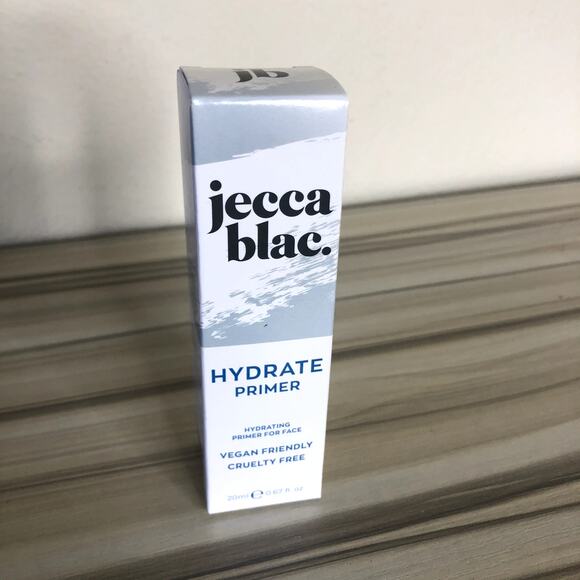 jb
jecca
blac.
HYDRATE
PRIMER
HYDRATING
PRIMER FOR FACE
VEGAN FRIENDLY
CRUELTY FREE
20ml ℮ 0.67 fl. oz